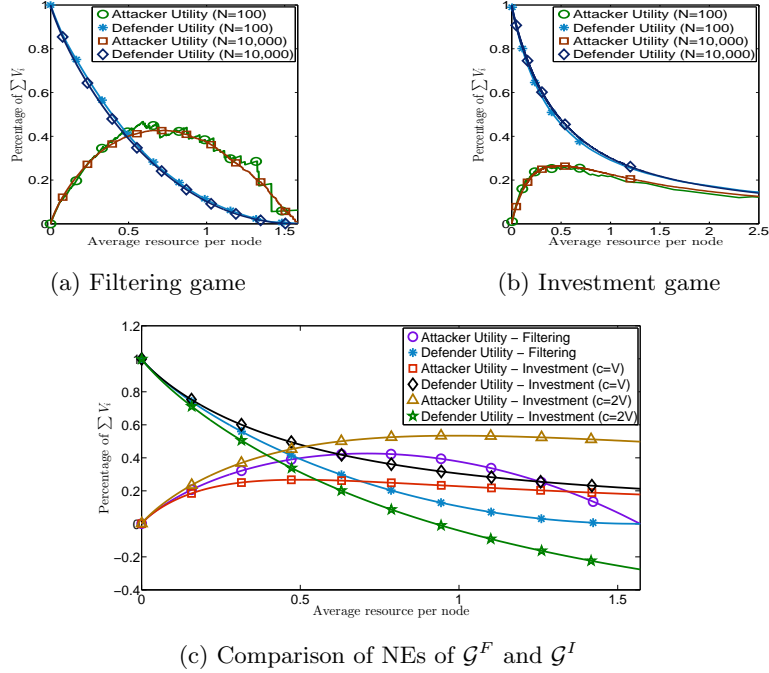 Attacker Utility (N=100)
Defender Utility (N=100)
Attacker Utility (N=10,000)
Defender Utility (N=10,000)
Percentage of ∑ V_i
1
0.8
0.6
0.4
0.2
0
0 0.5 1 1.5
Average resource per node
(a) Filtering game
Attacker Utility (N=100)
Defender Utility (N=100)
Attacker Utility (N=10,000)
Defender Utility (N=10,000)
Percentage of ∑ V_i
1
0.8
0.6
0.4
0.2
0
0 0.5 1 1.5 2 2.5
Average resource per node
(b) Investment game
Attacker Utility − Filtering
Defender Utility − Filtering
Attacker Utility − Investment (c=V)
Defender Utility − Investment (c=V)
Attacker Utility − Investment (c=2V)
Defender Utility − Investment (c=2V)
Percentage of ∑ V_i
1.2
1
0.8
0.6
0.4
0.2
0
−0.2
−0.4
0 0.5 1 1.5
Average resource per node
(c) Comparison of NEs of 𝒢^F and 𝒢^I